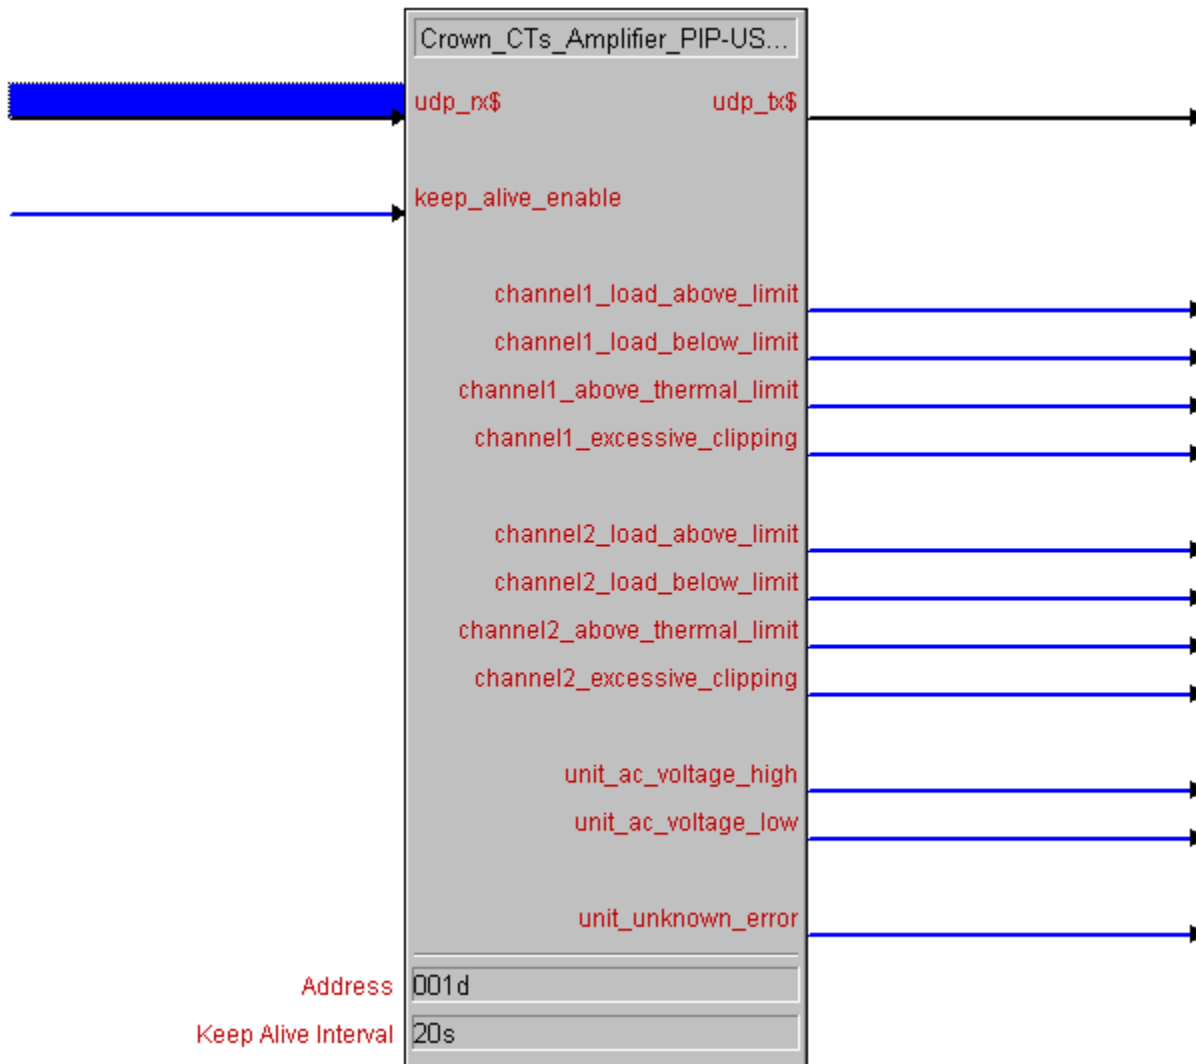 Crown_CTs_Amplifier_PIP-US...
udp_rx$ udp_tx$
keep_alive_enable
channel1_load_above_limit
channel1_load_below_limit
channel1_above_thermal_limit
channel1_excessive_clipping
channel2_load_above_limit
channel2_load_below_limit
channel2_above_thermal_limit
channel2_excessive_clipping
unit_ac_voltage_high
unit_ac_voltage_low
unit_unknown_error
Address 001d
Keep Alive Interval 20s